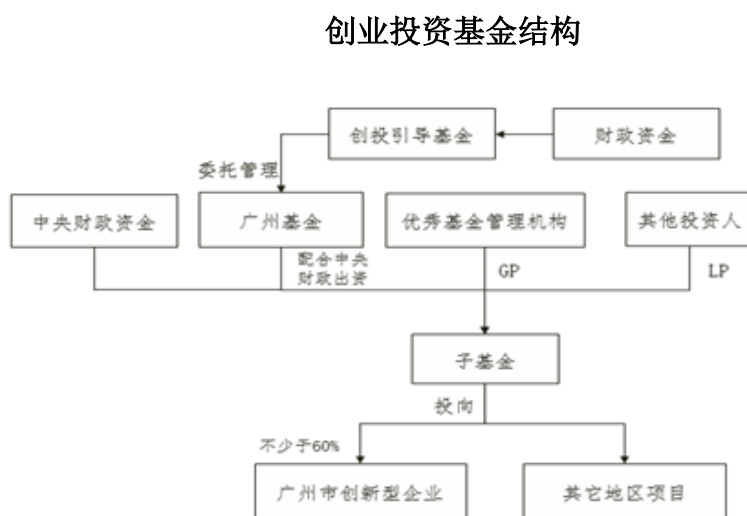 创业投资基金结构
创投引导基金
财政资金
委托管理
中央财政资金
广州基金
优秀基金管理机构
其他投资人
配合中央
财政出资
GP
LP
子基金
投向
不少于60%
广州市创新型企业
其它地区项目